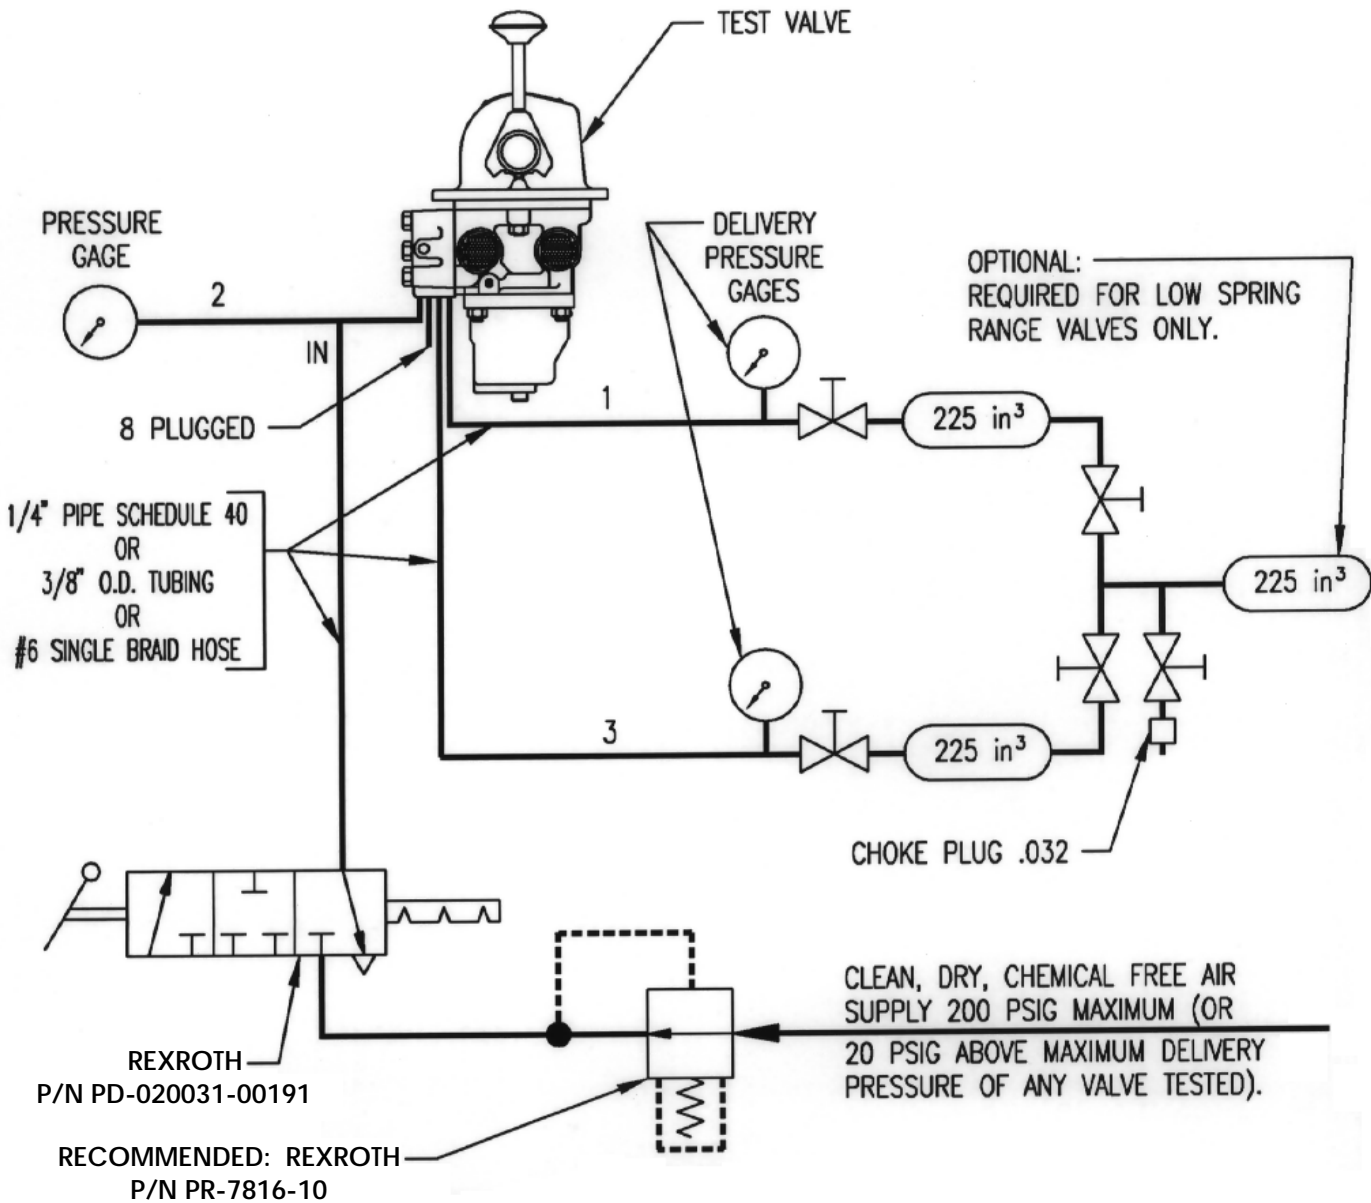 TEST VALVE
PRESSURE
GAGE
2
IN
8 PLUGGED
DELIVERY
PRESSURE
GAGES
OPTIONAL:
REQUIRED FOR LOW SPRING
RANGE VALVES ONLY.
1
225 in³
1/4" PIPE SCHEDULE 40
OR
3/8" O.D. TUBING
OR
#6 SINGLE BRAID HOSE
225 in³
3
225 in³
CHOKE PLUG .032
CLEAN, DRY, CHEMICAL FREE AIR
SUPPLY 200 PSIG MAXIMUM (OR
20 PSIG ABOVE MAXIMUM DELIVERY
PRESSURE OF ANY VALVE TESTED).
REXROTH
P/N PD-020031-00191
RECOMMENDED: REXROTH
P/N PR-7816-10